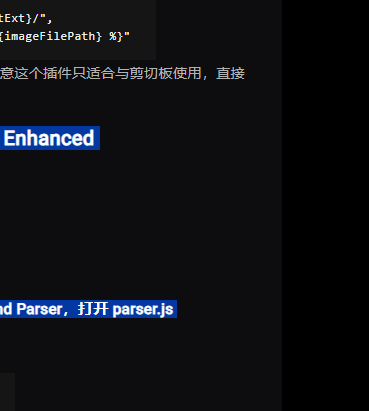 tExt}/",
{imageFilePath} %}"
意这个插件只适合与剪切板使用，直接
Enhanced
nd Parser，打开 parser.js